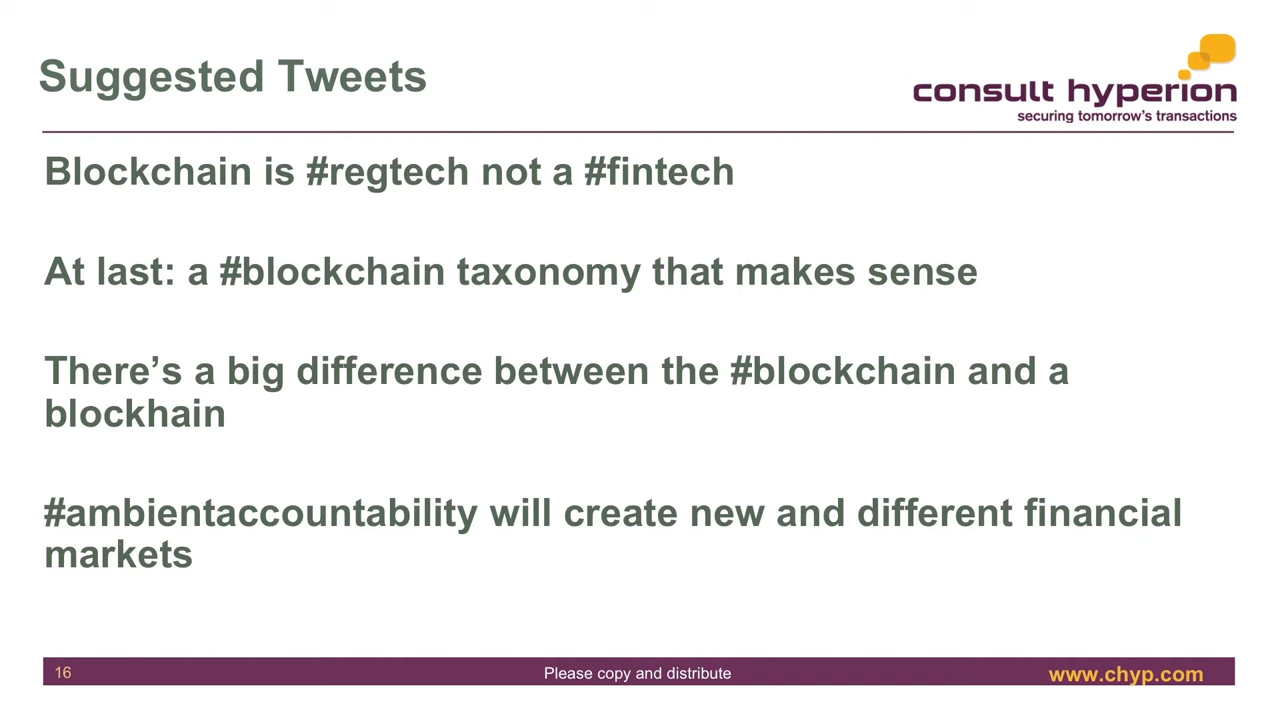 Suggested Tweets
consult hyperion
securing tomorrow's transactions
Blockchain is #regtech not a #fintech
At last: a #blockchain taxonomy that makes sense
There’s a big difference between the #blockchain and a
blockhain
#ambientaccountability will create new and different financial
markets
16
Please copy and distribute
www.chyp.com